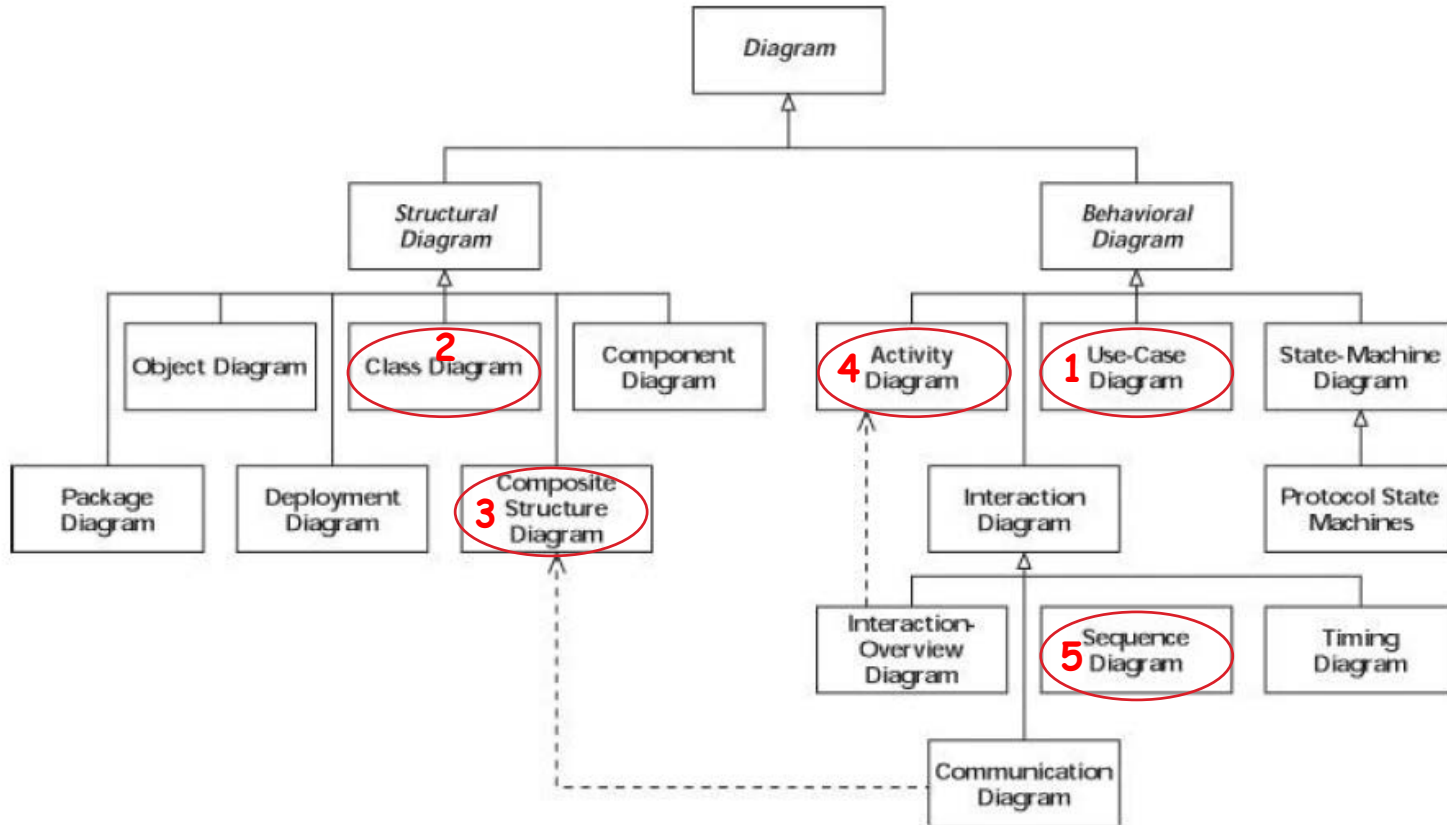 Diagram
Structural
Diagram
Behavioral
Diagram
Object Diagram
2
Class Diagram
Component
Diagram
4
Activity
Diagram
1
Use-Case
Diagram
State-Machine
Diagram
Package
Diagram
Deployment
Diagram
3
Composite
Structure
Diagram
Interaction
Diagram
Protocol State
Machines
Interaction-
Overview
Diagram
5
Sequence
Diagram
Timing
Diagram
Communication
Diagram